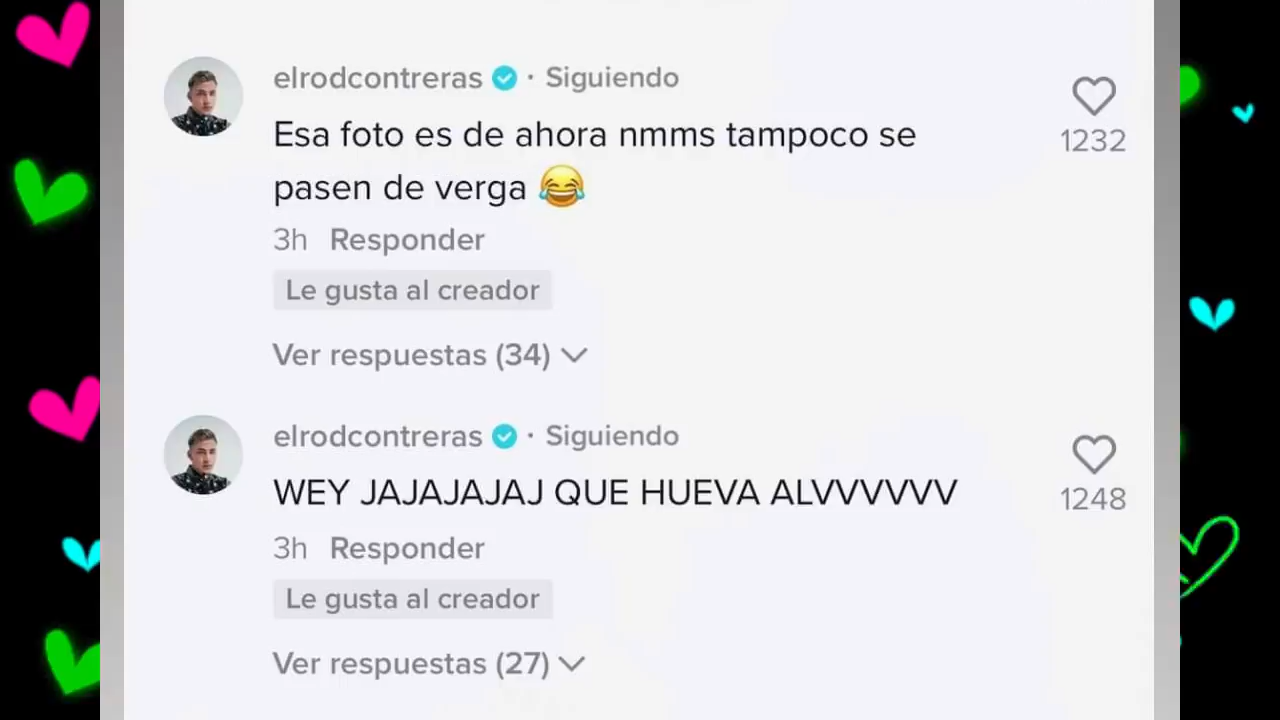 elrodcontreras · Siguiendo
Esa foto es de ahora nmms tampoco se
1232
pasen de verga 😂
3h Responder
Le gusta al creador
Ver respuestas (34)
elrodcontreras · Siguiendo
WEY JAJAJAJAJ QUE HUEVA ALVVVVVV
1248
3h Responder
Le gusta al creador
Ver respuestas (27)